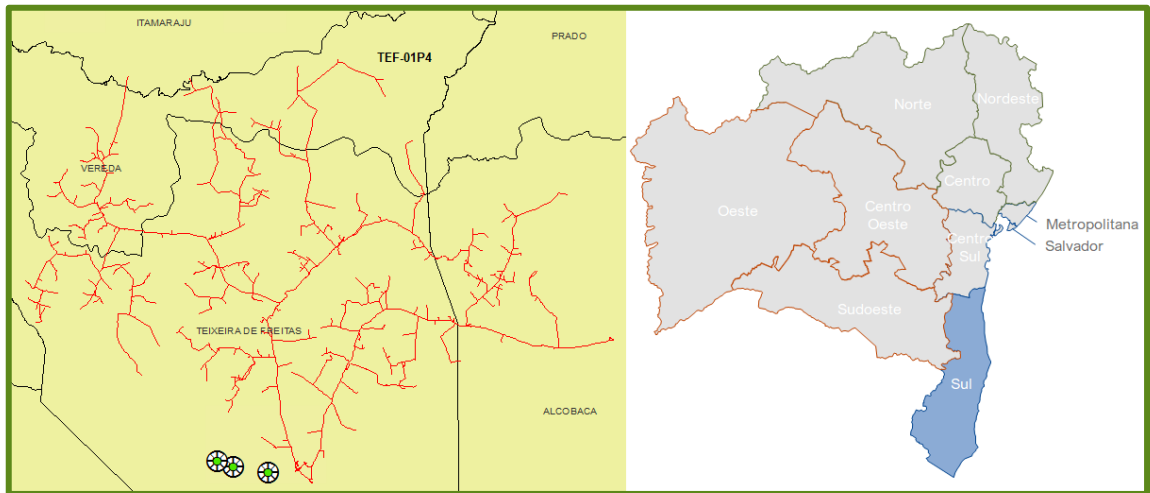 ITAMARAJU
PRADO
TEF-01P4
VEREDA
TEIXEIRA DE FREITAS
ALCOBACA
Norte
Nordeste
Centro
Oeste
Centro
Oeste
Metropolitana
Centro
Sul
Salvador
Sudoeste
Sul